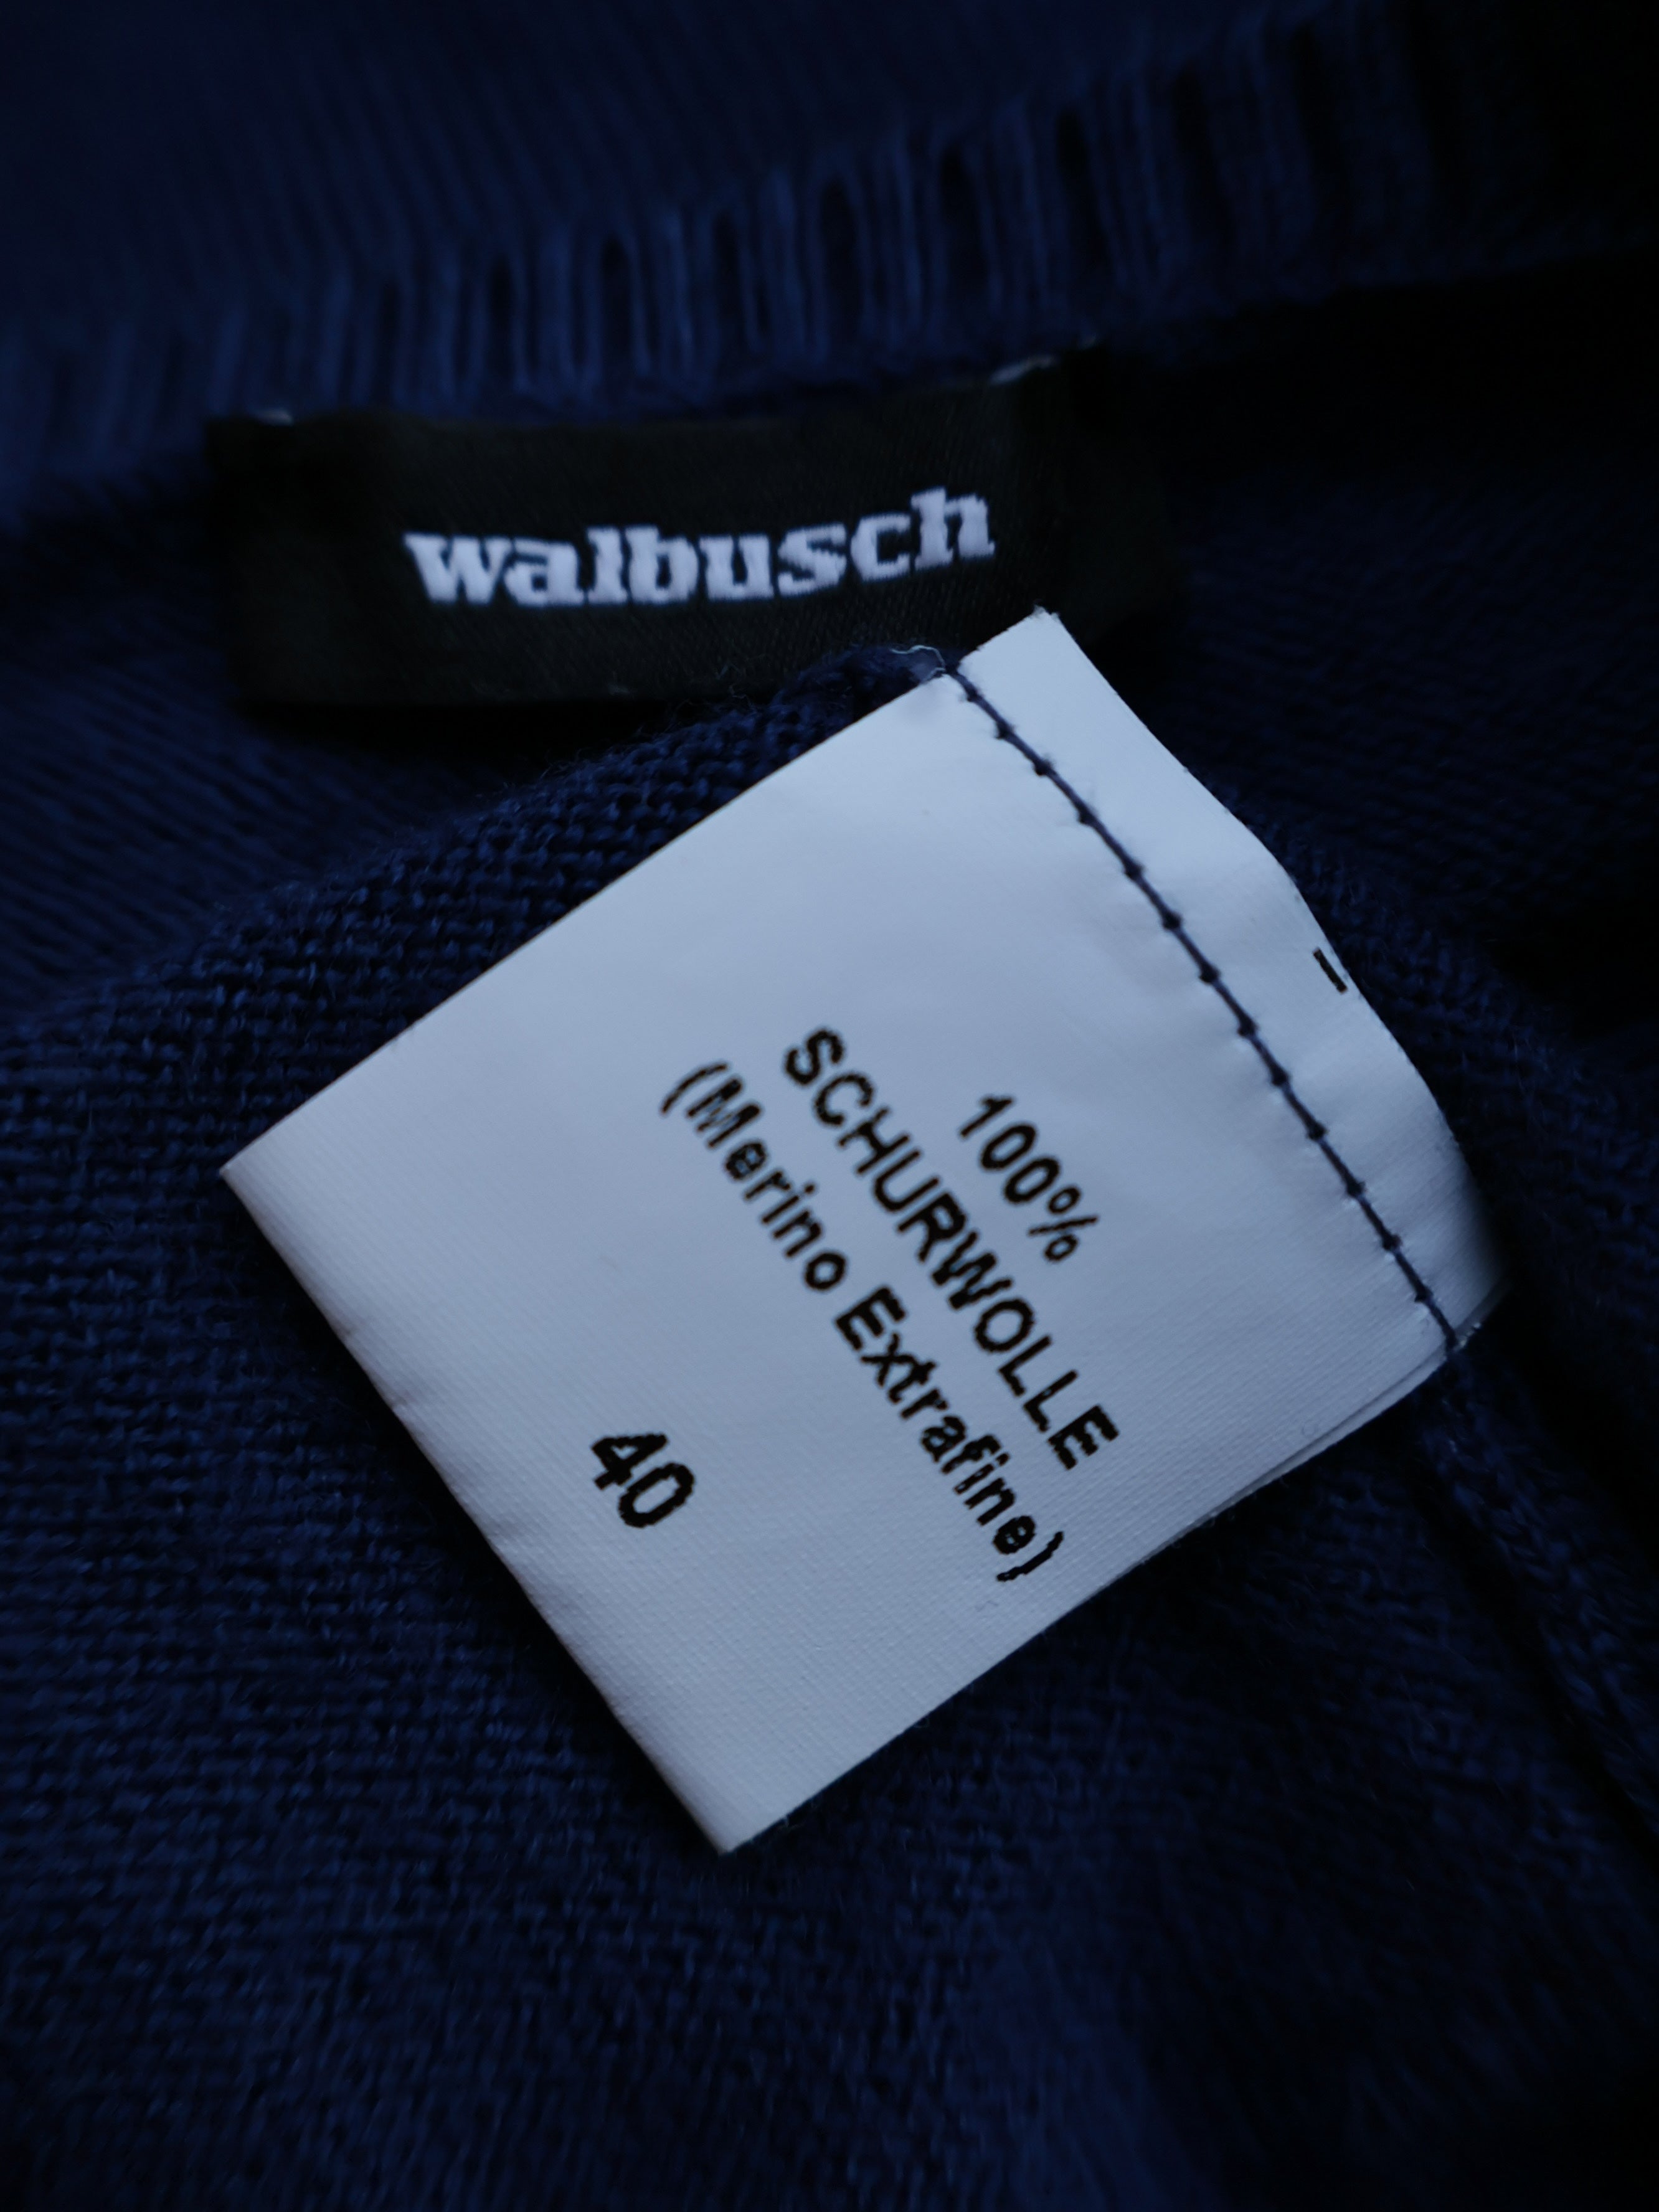 walbusch
100%
SCHURWOLLE
(Merino Extrafine)
40